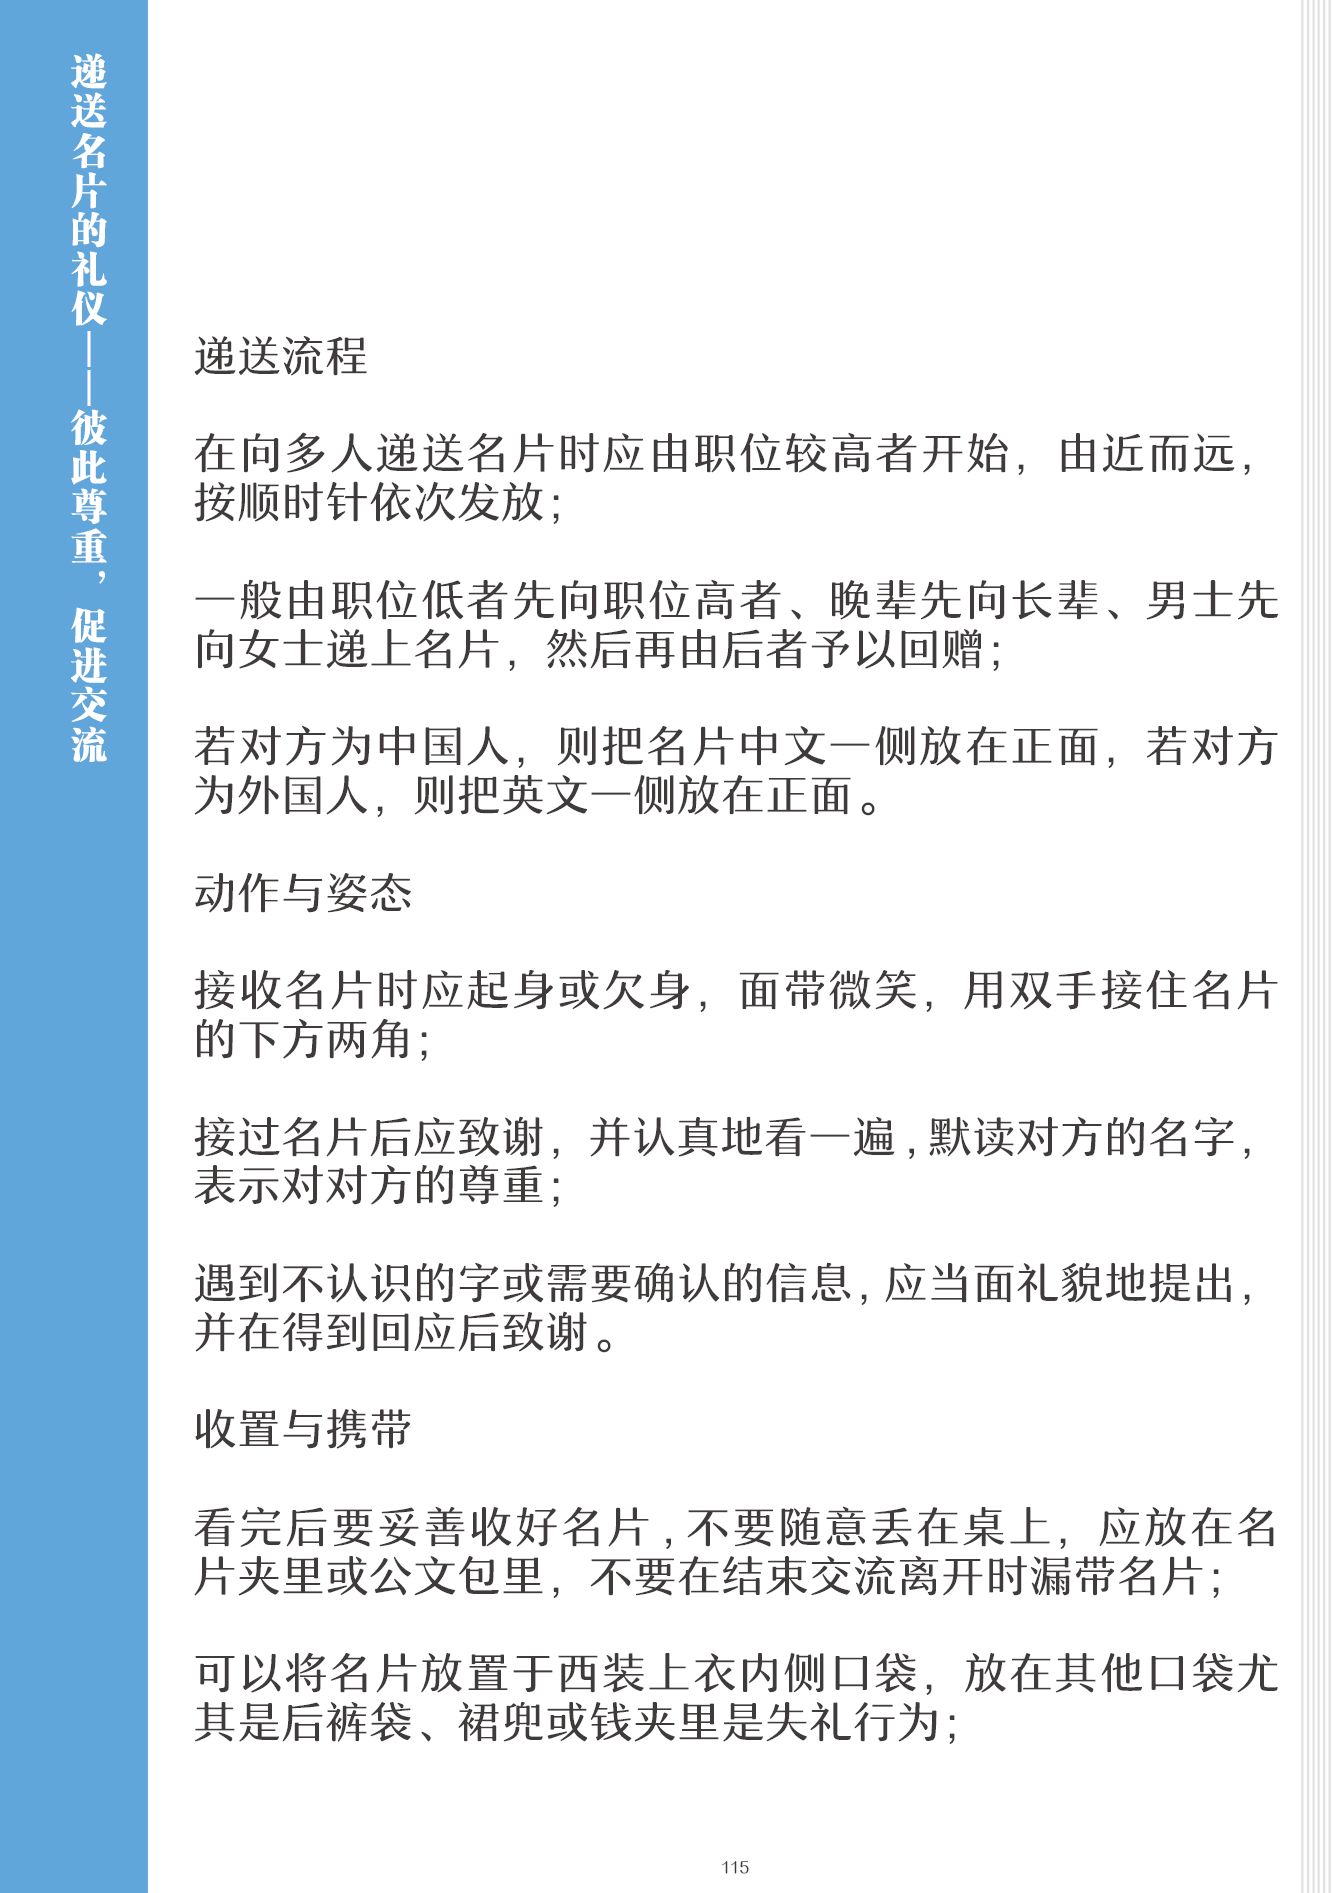 递送名片的礼仪——彼此尊重，促进交流
递送流程
在向多人递送名片时应由职位较高者开始，由近而远，
按顺时针依次发放；
一般由职位低者先向职位高者、晚辈先向长辈、男士先
向女士递上名片，然后再由后者予以回赠；
若对方为中国人，则把名片中文一侧放在正面，若对方
为外国人，则把英文一侧放在正面。
动作与姿态
接收名片时应起身或欠身，面带微笑，用双手接住名片
的下方两角；
接过名片后应致谢，并认真地看一遍,默读对方的名字，
表示对对方的尊重；
遇到不认识的字或需要确认的信息,应当面礼貌地提出，
并在得到回应后致谢。
收置与携带
看完后要妥善收好名片,不要随意丢在桌上，应放在名
片夹里或公文包里，不要在结束交流离开时漏带名片；
可以将名片放置于西装上衣内侧口袋，放在其他口袋尤
其是后裤袋、裙兜或钱夹里是失礼行为；
115